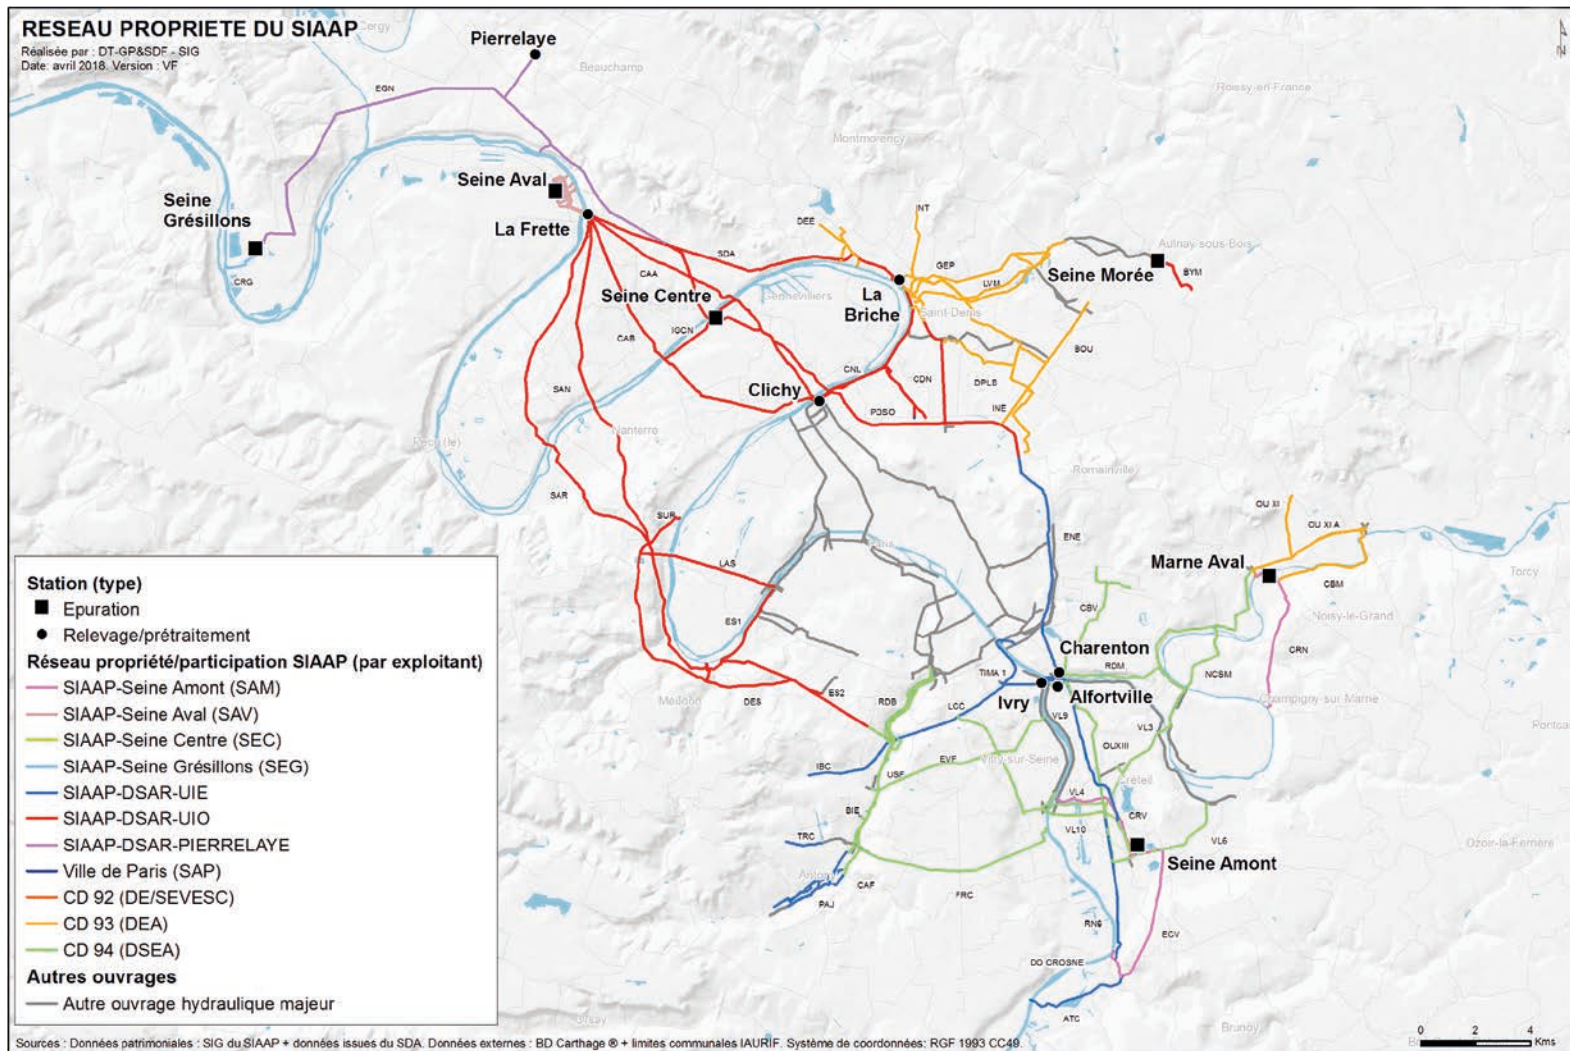 RESEAU PROPRIETE DU SIAAP
Réalisée par : DT-GP&SDF - SIG
Date: avril 2018. Version : VF
Cergy
Pierrelaye
Beauchamp
Roissy-en-France
N
EGN
Montmorency
Seine Aval
Seine
Grésillons
La Frette
DEE
INT
Aulnay-sous-Bois
SDA
GEP
Seine Morée
BYM
CRG
CAA
LVM
Seine Centre
Gennevilliers
La
Briche
Saint-Denis
IGCN
CAB
BOU
CNL
CDN
DPLB
SAN
Clichy
PDSO
INE
Nanterre
Romainville
SAR
SUR
OU XI
OU XI A
ENE
Paris
Marne Aval
LAS
CBM
Torcy
CBV
Noisy-le-Grand
ES1
Charenton
CRN
RDM
TIMA 1
NCSM
Meudon
DES
ES2
RDB
LCC
Ivry
Alfortville
Champigny-sur-Marne
VL9
VL3
OUXIII
IBC
USF
EVF
Vitry-sur-Seine
Créteil
VL4
BIE
CRV
TRC
VL10
VL6
Ozoir-la-Ferrière
Seine Amont
Antony
CAF
PAJ
FRC
RN6
ECV
DO CROSNE
ATC
Brunoy
Station (type)
Epuration
Relevage/prétraitement
Réseau propriété/participation SIAAP (par exploitant)
SIAAP-Seine Amont (SAM)
SIAAP-Seine Aval (SAV)
SIAAP-Seine Centre (SEC)
SIAAP-Seine Grésillons (SEG)
SIAAP-DSAR-UIE
SIAAP-DSAR-UIO
SIAAP-DSAR-PIERRELAYE
Ville de Paris (SAP)
CD 92 (DE/SEVESC)
CD 93 (DEA)
CD 94 (DSEA)
Autres ouvrages
Autre ouvrage hydraulique majeur
0 2 4
Kms
Sources : Données patrimoniales : SIG du SIAAP + données issues du SDA. Données externes : BD Carthage ® + limites communales IAURIF. Système de coordonnées: RGF 1993 CC49.